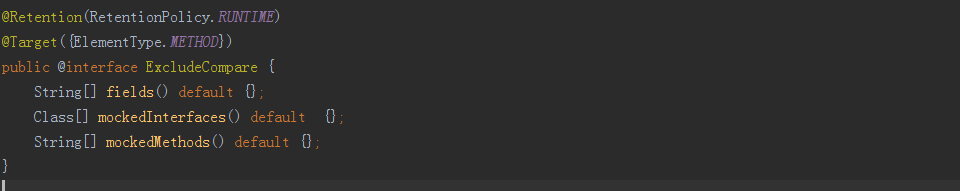 @Retention(RetentionPolicy.RUNTIME)
@Target({ElementType.METHOD})
public @interface ExcludeCompare {
    String[] fields() default {};
    Class[] mockedInterfaces() default  {};
    String[] mockedMethods() default {};
}